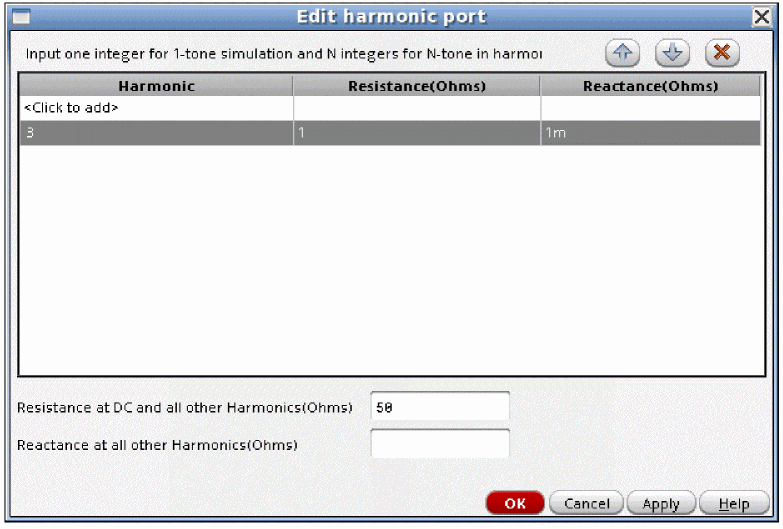 Edit harmonic port
Input one integer for 1-tone simulation and N integers for N-tone in harmor
Harmonic Resistance(Ohms) Reactance(Ohms)
<Click to add>
3 1 1m
Resistance at DC and all other Harmonics(Ohms) 50
Reactance at all other Harmonics(Ohms)
OK Cancel Apply Help